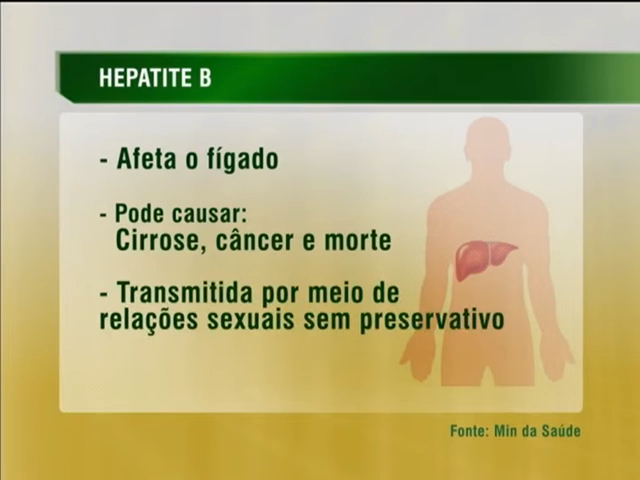 HEPATITE B
- Afeta o fígado
- Pode causar:
Cirrose, câncer e morte
- Transmitida por meio de
relações sexuais sem preservativo
Fonte: Min da Saúde